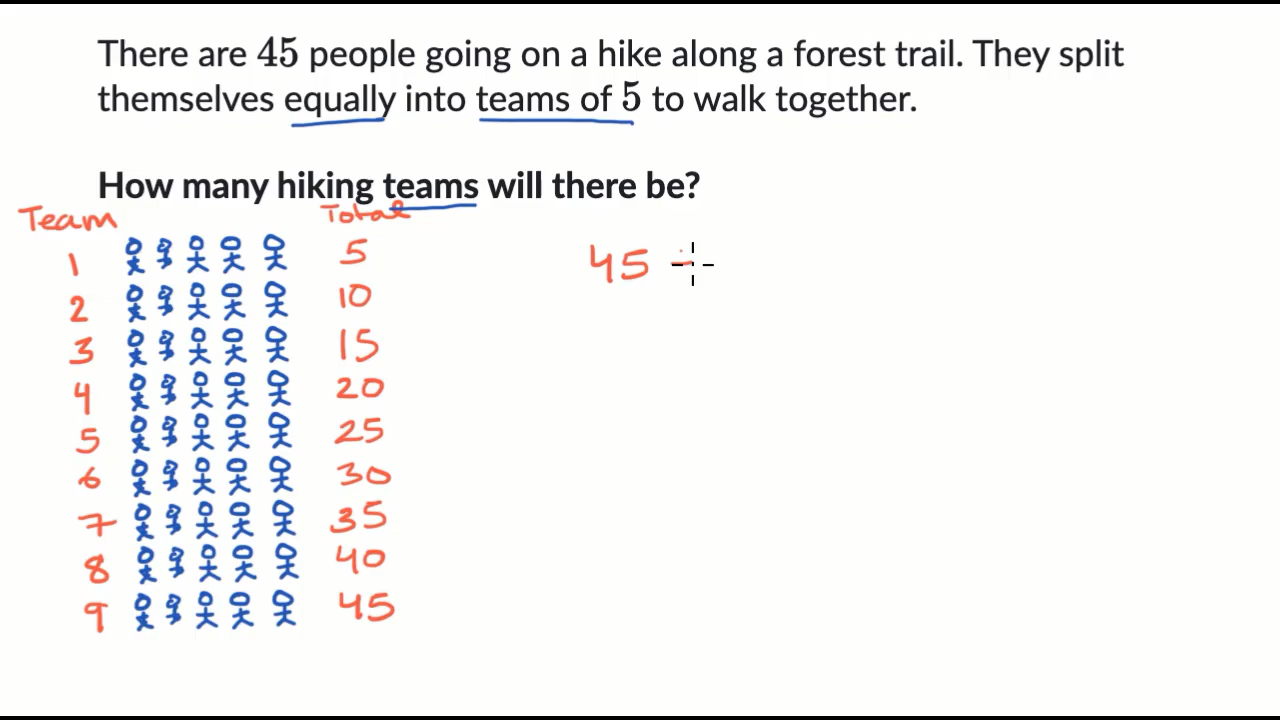 There are 45 people going on a hike along a forest trail. They split
themselves equally into teams of 5 to walk together.
How many hiking teams will there be?
Team Total
1 5
45 ÷
2 10
3 15
4 20
5 25
6 30
7 35
8 40
9 45